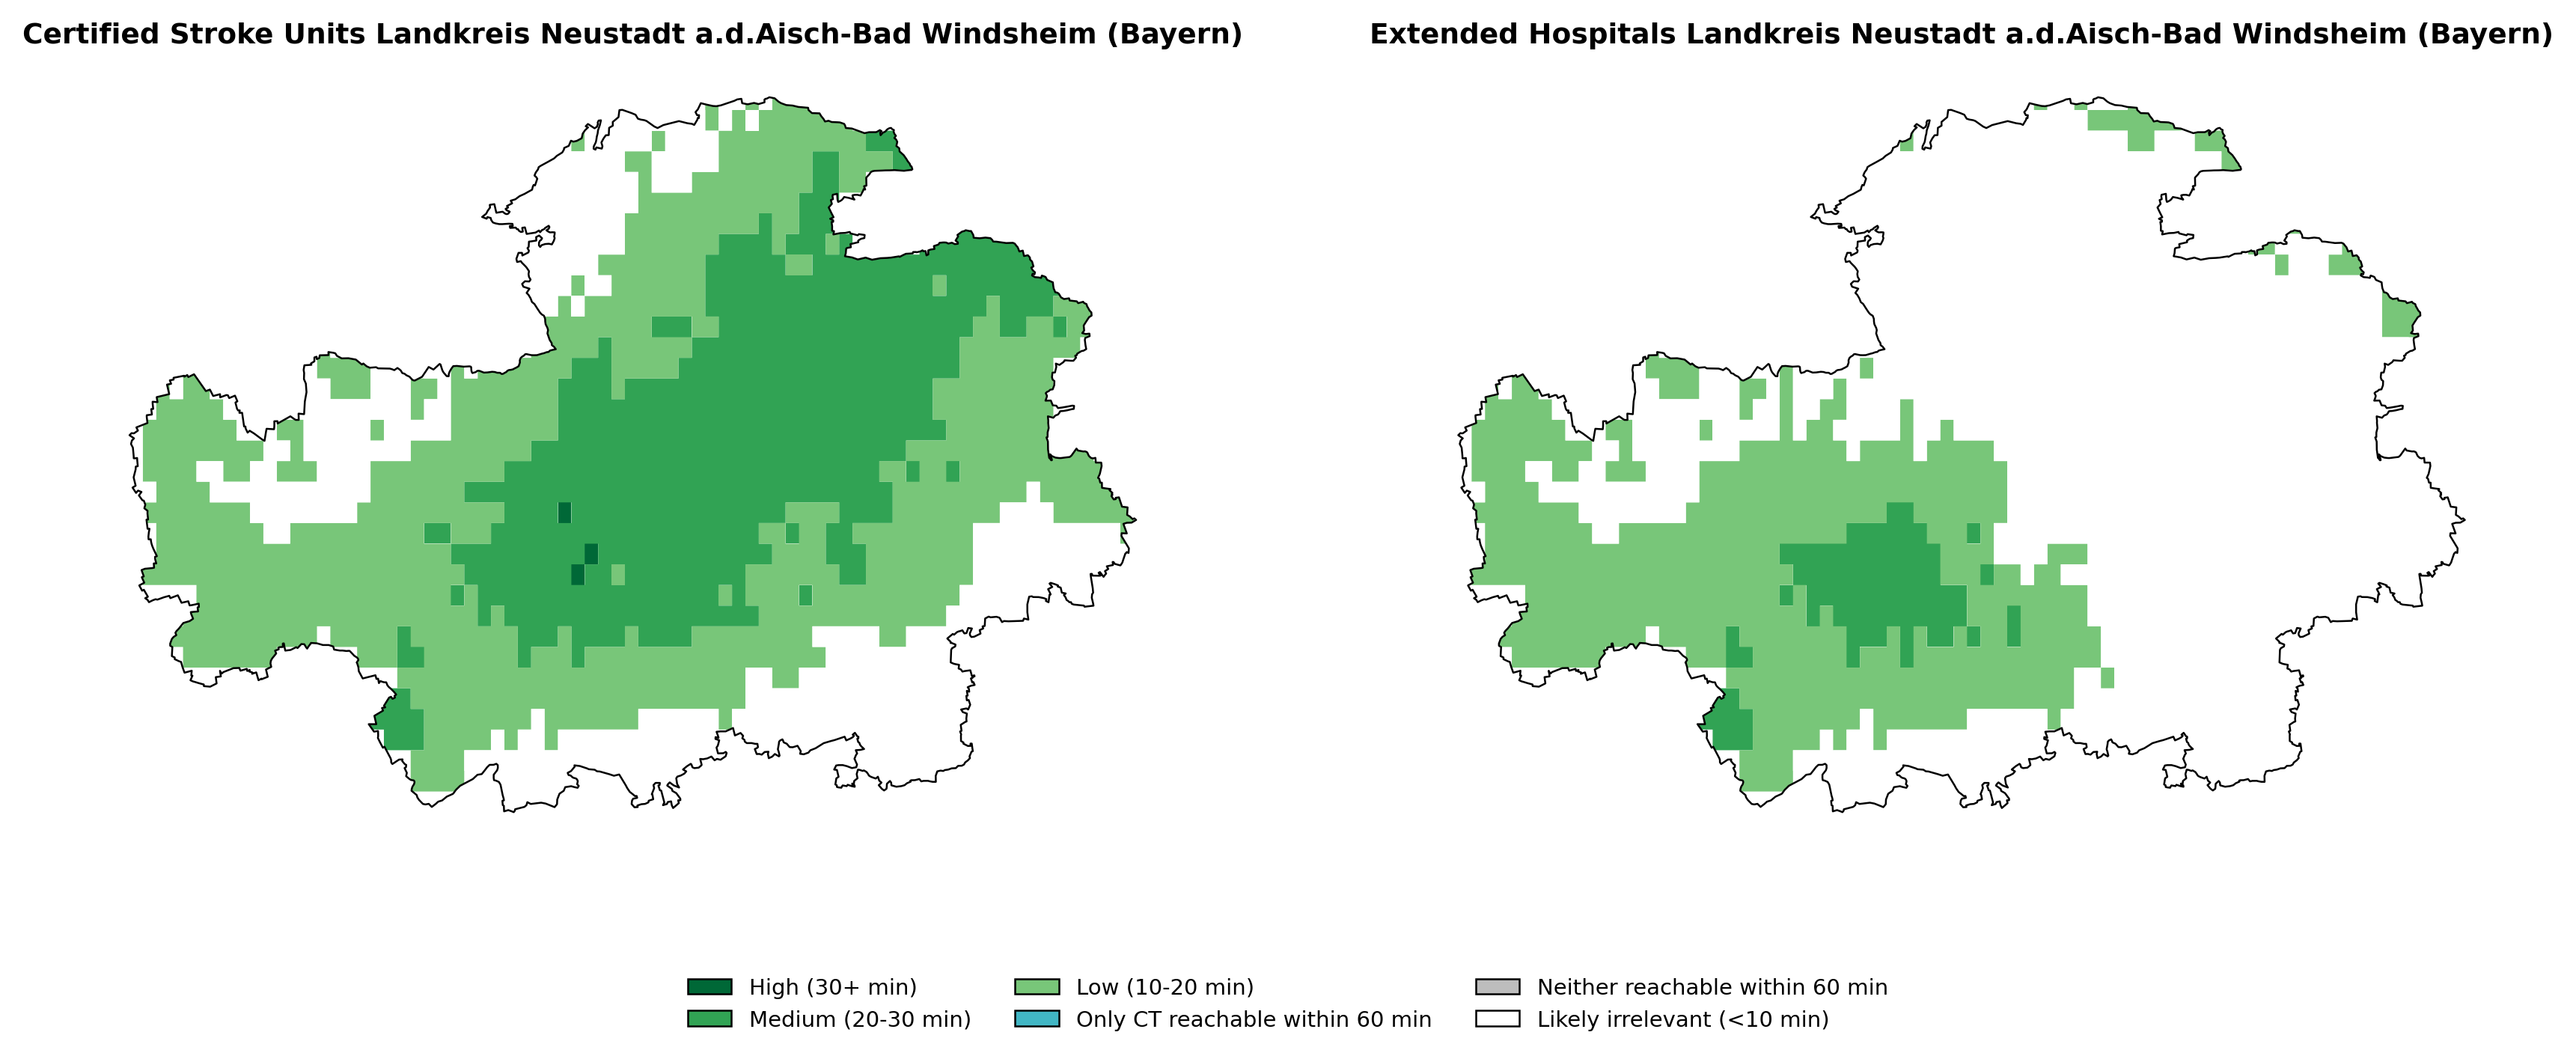 Certified Stroke Units Landkreis Neustadt a.d.Aisch-Bad Windsheim (Bayern)
Extended Hospitals Landkreis Neustadt a.d.Aisch-Bad Windsheim (Bayern)
High (30+ min)
Medium (20-30 min)
Low (10-20 min)
Only CT reachable within 60 min
Neither reachable within 60 min
Likely irrelevant (<10 min)